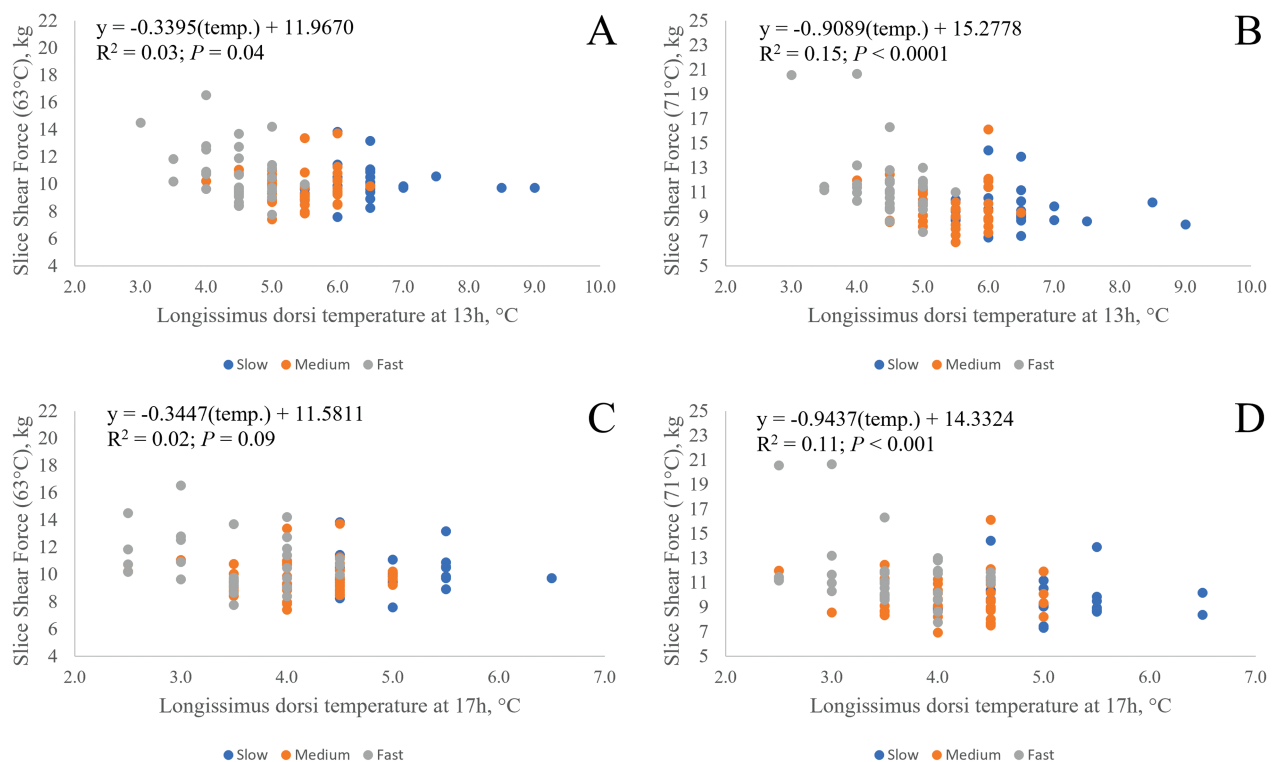 y = -0.3395(temp.) + 11.9670
R² = 0.03; P = 0.04
A
Slice Shear Force (63°C), kg
22
20
18
16
14
12
10
8
6
4
2.0 3.0 4.0 5.0 6.0 7.0 8.0 9.0 10.0
Longissimus dorsi temperature at 13h, °C
Slow Medium Fast
y = -0..9089(temp.) + 15.2778
R² = 0.15; P < 0.0001
B
Slice Shear Force (71°C), kg
25
23
21
19
17
15
13
11
9
7
5
2.0 3.0 4.0 5.0 6.0 7.0 8.0 9.0 10.0
Longissimus dorsi temperature at 13h, °C
Slow Medium Fast
y = -0.3447(temp.) + 11.5811
R² = 0.02; P = 0.09
C
Slice Shear Force (63°C), kg
22
20
18
16
14
12
10
8
6
4
2.0 3.0 4.0 5.0 6.0 7.0
Longissimus dorsi temperature at 17h, °C
Slow Medium Fast
y = -0.9437(temp.) + 14.3324
R² = 0.11; P < 0.001
D
Slice Shear Force (71°C), kg
25
23
21
19
17
15
13
11
9
7
5
2.0 3.0 4.0 5.0 6.0 7.0
Longissimus dorsi temperature at 17h, °C
Slow Medium Fast